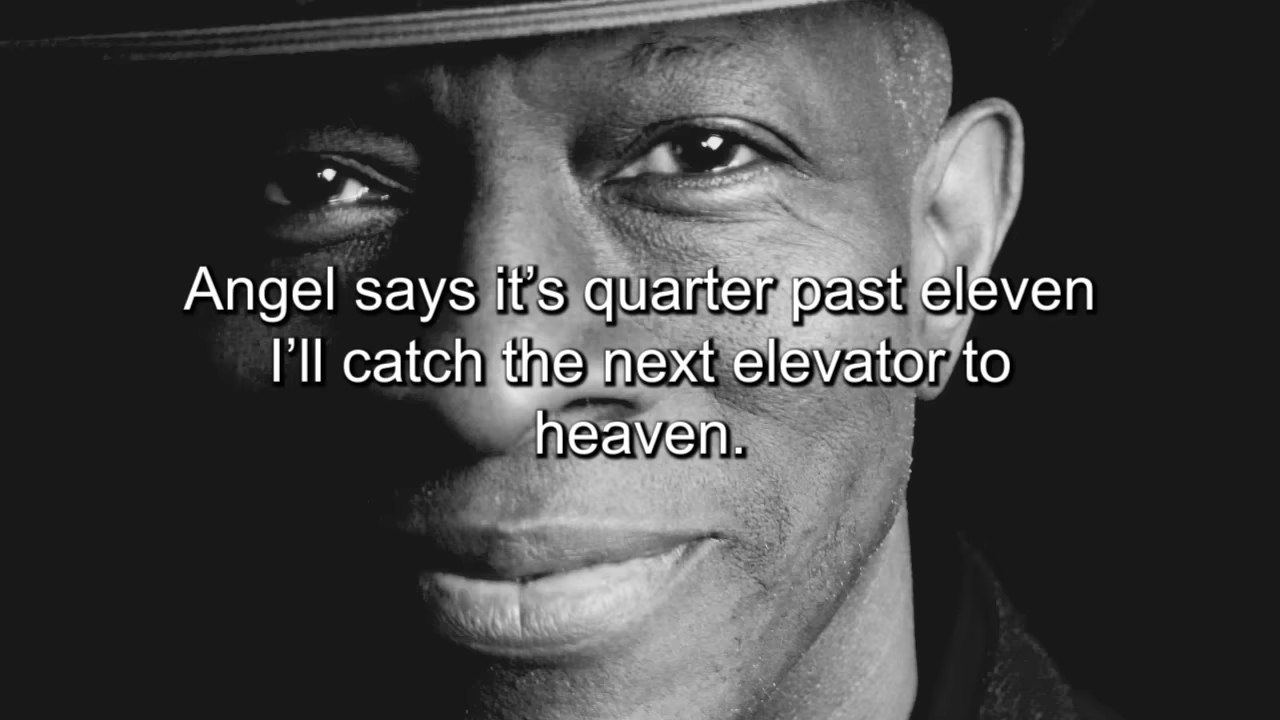 Angel says it’s quarter past eleven
I’ll catch the next elevator to
heaven.